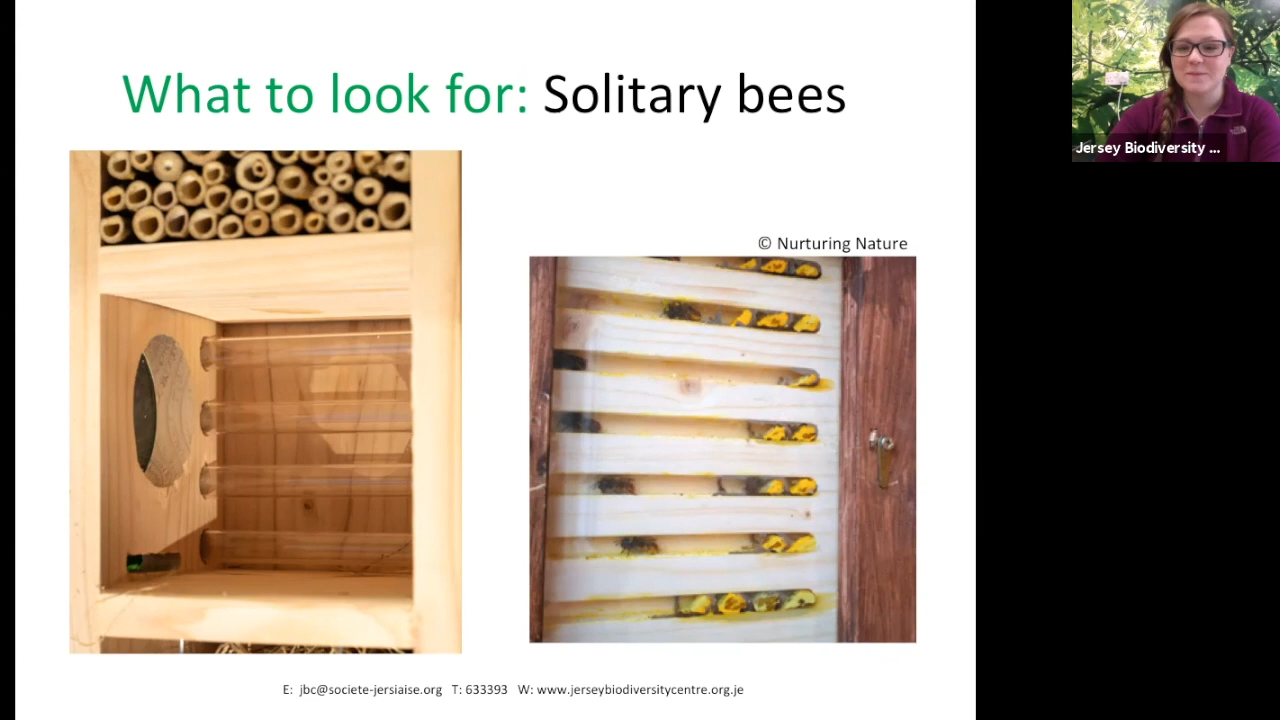 What to look for: Solitary bees
Jersey Biodiversity ...
© Nurturing Nature
E: jbc@societe-jersiaise.org T: 633393 W: www.jerseybiodiversitycentre.org.je